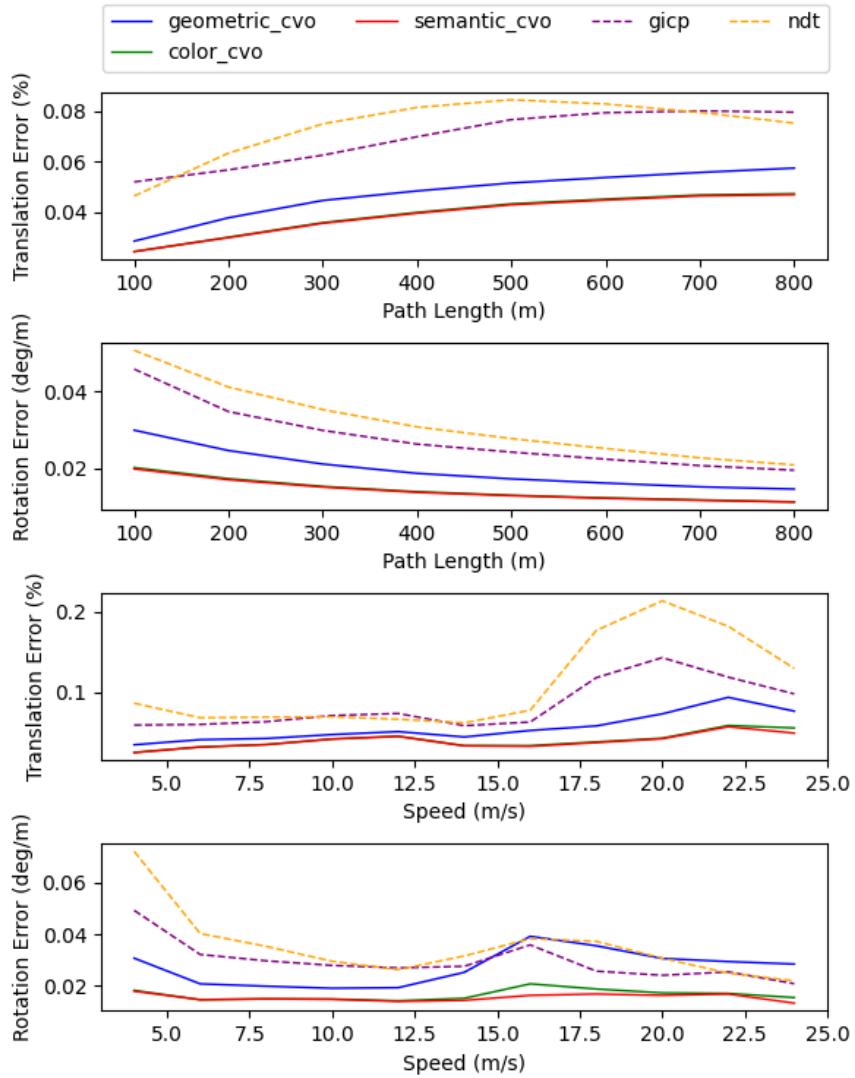 geometric_cvo semantic_cvo gicp ndt
color_cvo
Translation Error (%)
0.08
0.06
0.04
100 200 300 400 500 600 700 800
Path Length (m)
Rotation Error (deg/m)
0.04
0.02
100 200 300 400 500 600 700 800
Path Length (m)
Translation Error (%)
0.2
0.1
5.0 7.5 10.0 12.5 15.0 17.5 20.0 22.5 25.0
Speed (m/s)
Rotation Error (deg/m)
0.06
0.04
0.02
5.0 7.5 10.0 12.5 15.0 17.5 20.0 22.5 25.0
Speed (m/s)